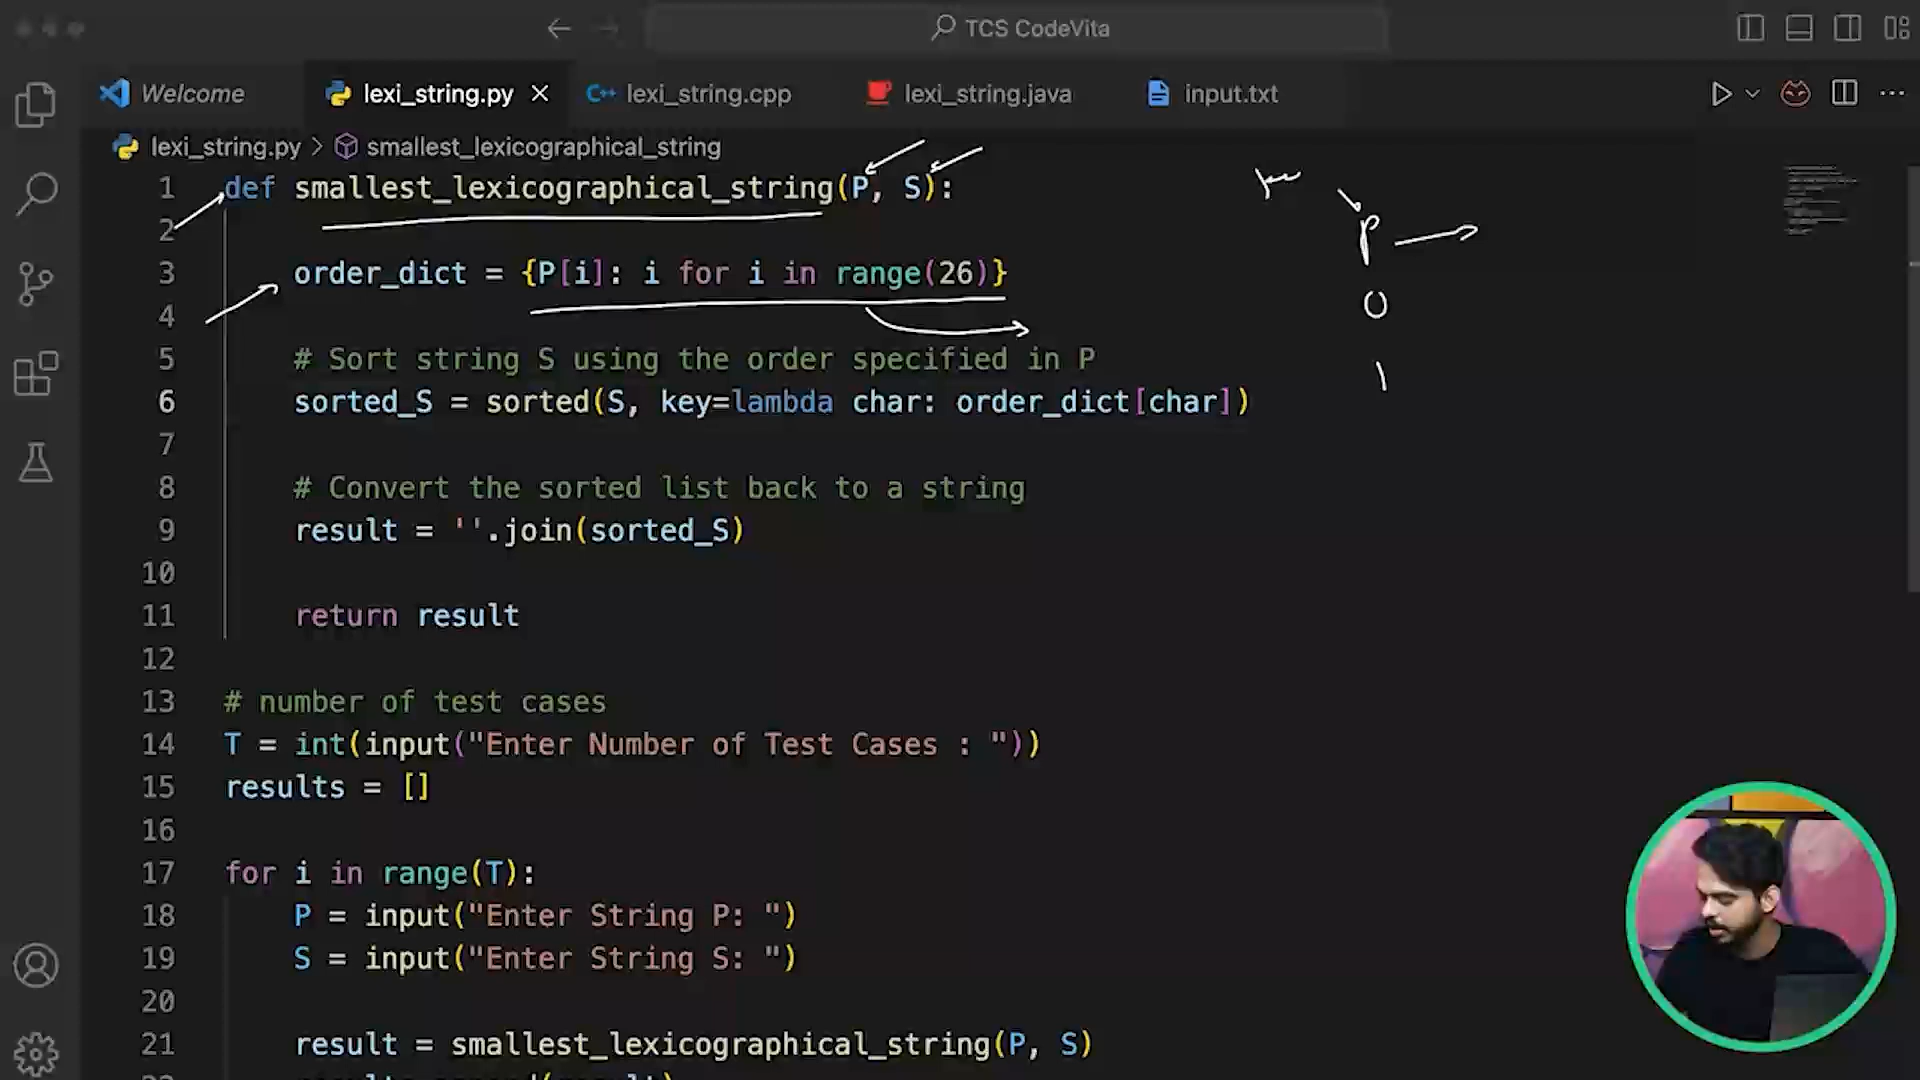 TCS CodeVita
Welcome lexi_string.py lexi_string.cpp lexi_string.java input.txt
lexi_string.py > smallest_lexicographical_string
1 def smallest_lexicographical_string(P, S):
2
3 order_dict = {P[i]: i for i in range(26)}
4
5 # Sort string S using the order specified in P
6 sorted_S = sorted(S, key=lambda char: order_dict[char])
7
8 # Convert the sorted list back to a string
9 result = ''.join(sorted_S)
10
11 return result
12
13 # number of test cases
14 T = int(input("Enter Number of Test Cases : "))
15 results = []
16
17 for i in range(T):
18 P = input("Enter String P: ")
19 S = input("Enter String S: ")
20
21 result = smallest_lexicographical_string(P, S)
P
0
1